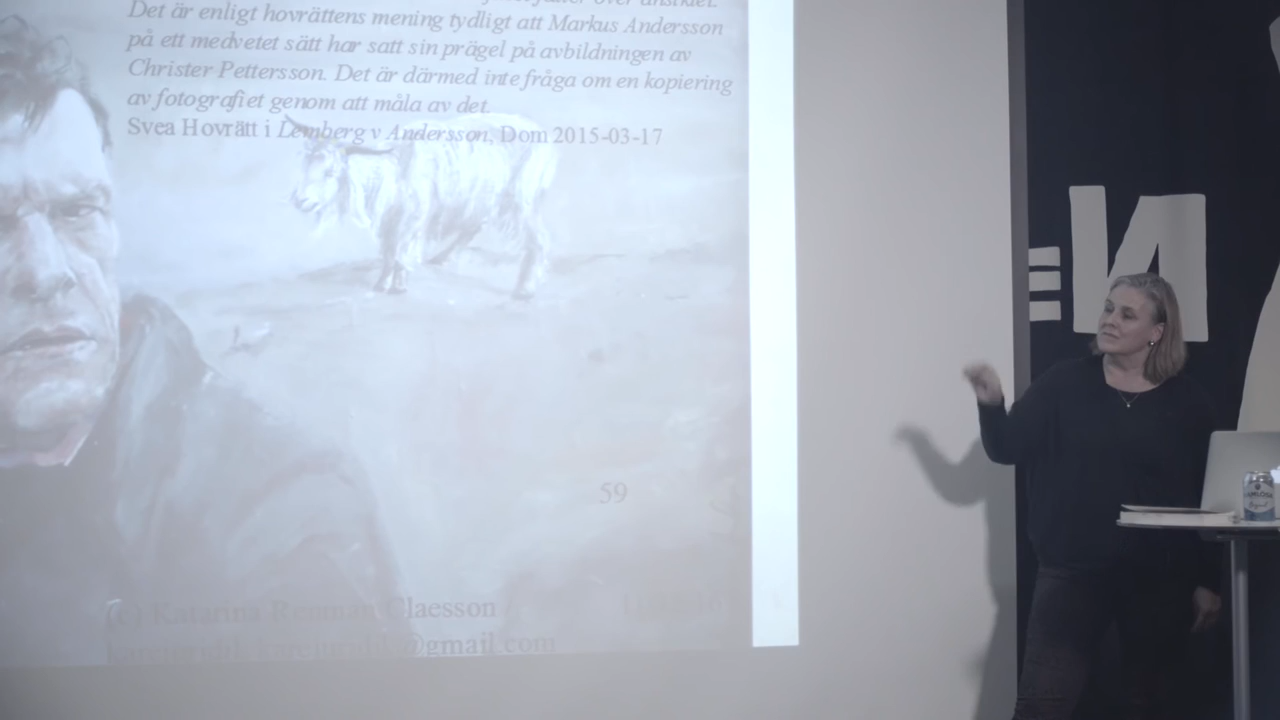 Det är enligt hovrättens mening tydligt att Markus Andersson
på ett medvetet sätt har satt sin prägel på avbildningen av
Christer Pettersson. Det är därmed inte fråga om en kopiering
av fotografiet genom att måla av det.
Svea Hovrätt i Lemberg v Andersson, Dom 2015-03-17
59
(c) Katarina Renman Claesson
@gmail.com